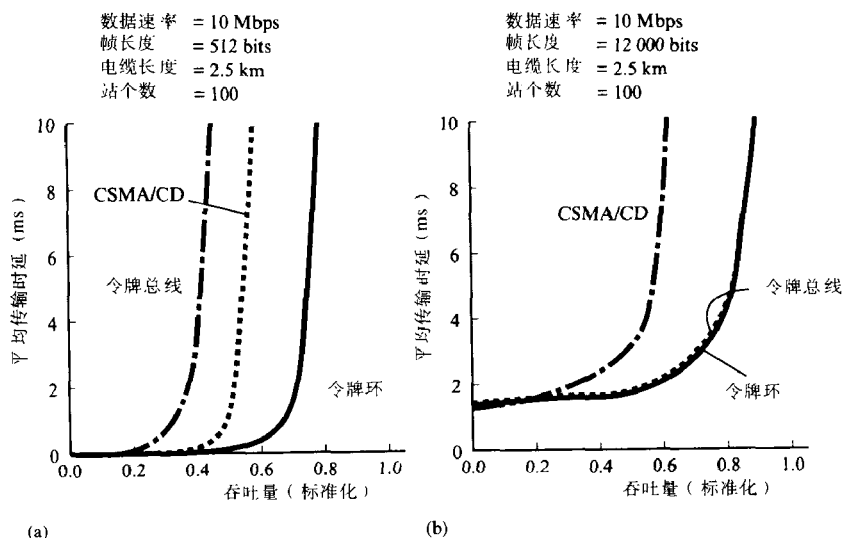 数据速率 = 10 Mbps
帧长度 = 512 bits
电缆长度 = 2.5 km
站个数 = 100
10
8
6
4
2
0
平均传输时延（ms）
CSMA/CD
令牌总线
令牌环
0.0 0.2 0.4 0.6 0.8 1.0
吞吐量（标准化）
(a)
数据速率 = 10 Mbps
帧长度 = 12 000 bits
电缆长度 = 2.5 km
站个数 = 100
10
8
6
4
2
0
平均传输时延（ms）
CSMA/CD
令牌总线
令牌环
0.0 0.2 0.4 0.6 0.8 1.0
吞吐量（标准化）
(b)